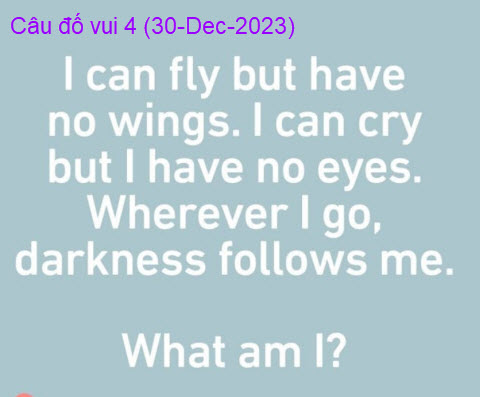 Câu đố vui 4 (30-Dec-2023)
I can fly but have
no wings. I can cry
but I have no eyes.
Wherever I go,
darkness follows me.
What am I?